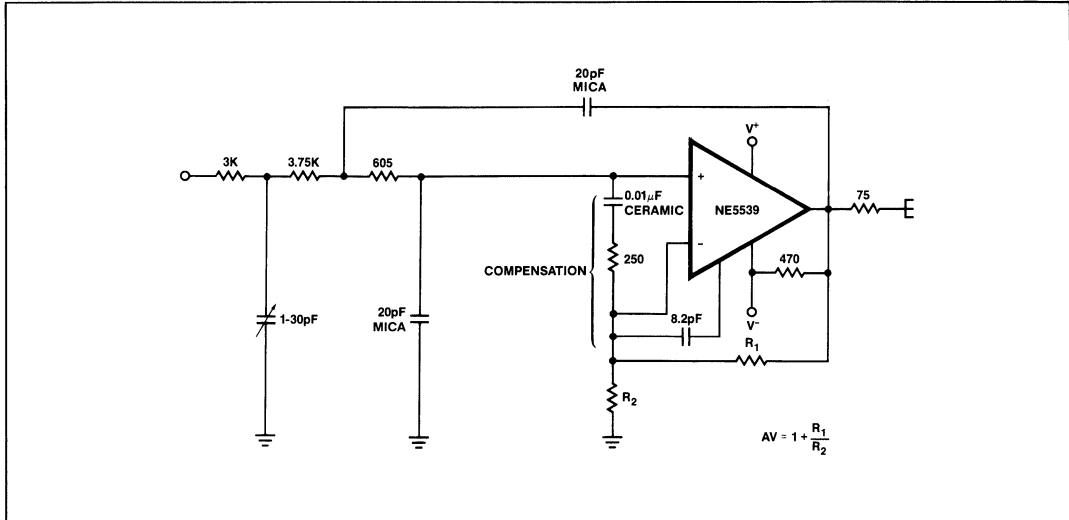 20pF
MICA
V+
3K
3.75K
605
+
0.01μF
CERAMIC
NE5539
75
−
COMPENSATION
250
470
1-30pF
20pF
MICA
8.2pF
V−
R1
R2
AV = 1 + R1/R2